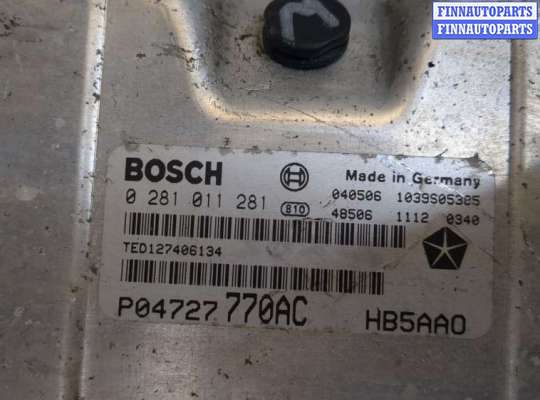 FINNAUTOPARTS
FINNAUTOPARTS
M
BOSCH Made in Germany
0 281 011 281 040506 1039S05385
810 48506 1112 0340
TED127406134
P04727 770AC HB5AA0